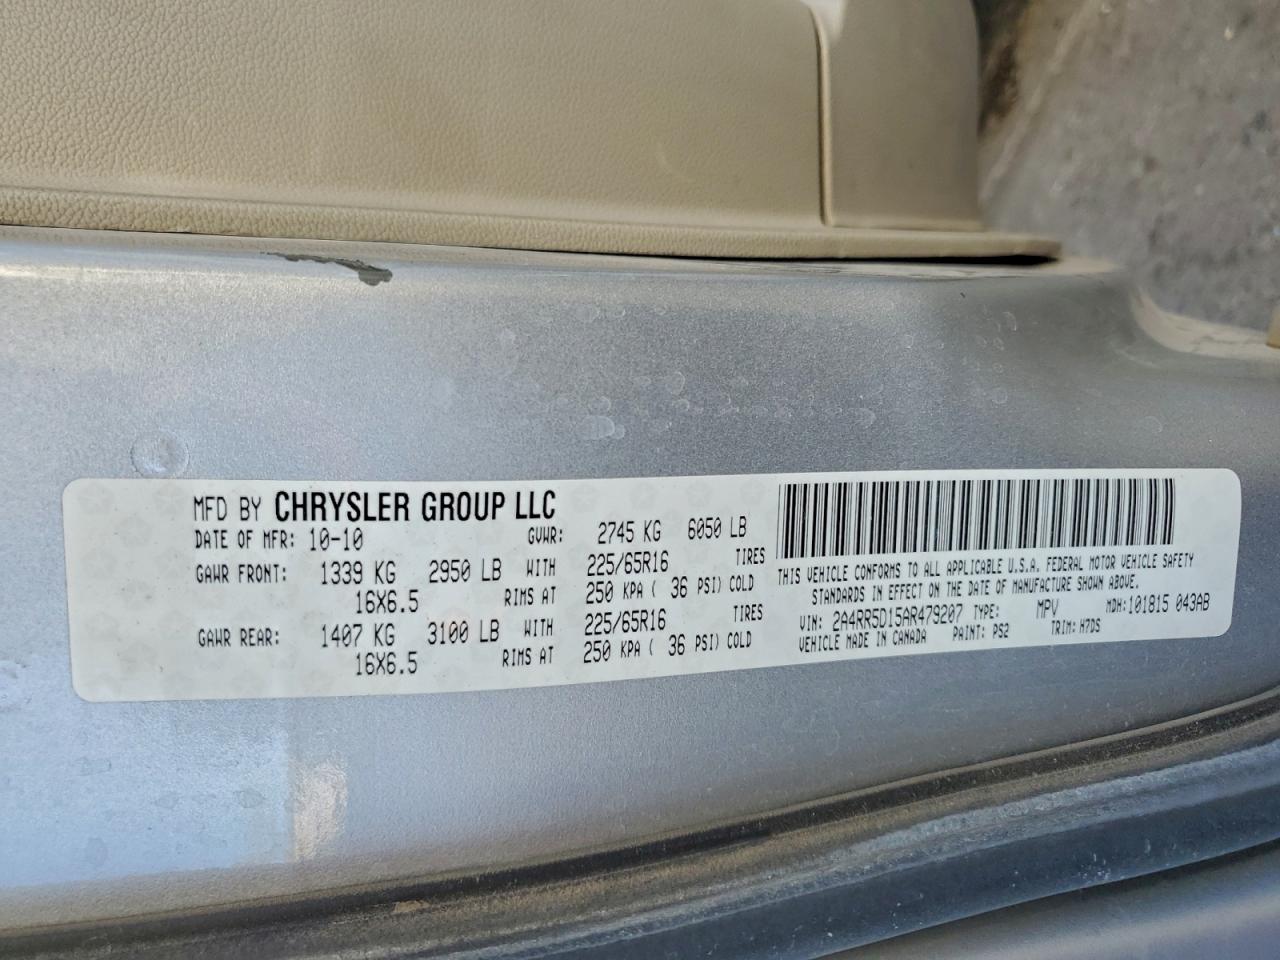 MFD BY CHRYSLER GROUP LLC
DATE OF MFR: 10-10 GVWR: 2745 KG 6050 LB
GAWR FRONT: 1339 KG 2950 LB WITH 225/65R16 TIRES
16X6.5 RIMS AT 250 KPA ( 36 PSI) COLD
GAWR REAR: 1407 KG 3100 LB WITH 225/65R16 TIRES
16X6.5 RIMS AT 250 KPA ( 36 PSI) COLD
THIS VEHICLE CONFORMS TO ALL APPLICABLE U.S.A. FEDERAL MOTOR VEHICLE SAFETY
STANDARDS IN EFFECT ON THE DATE OF MANUFACTURE SHOWN ABOVE.
VIN: 2A4RR5D15AR479207 TYPE: MPV MDH:101815 043AB
VEHICLE MADE IN CANADA PAINT: PS2 TRIM: H7DS